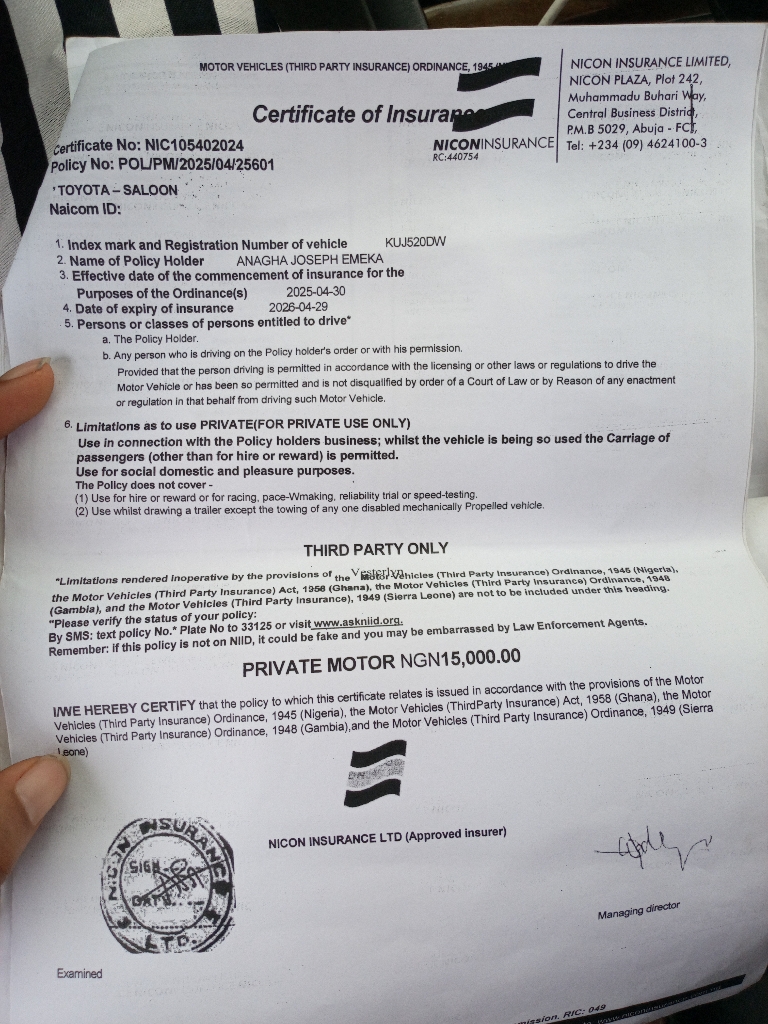 MOTOR VEHICLES (THIRD PARTY INSURANCE) ORDINANCE, 1945
Certificate of Insurance
NICON INSURANCE LIMITED,
NICON PLAZA, Plot 242,
Muhammadu Buhari Way,
Central Business District,
P.M.B 5029, Abuja - FCT,
Tel: +234 (09) 4624100-3
NICONINSURANCE
RC:440754
Certificate No: NIC105402024
Policy No: POL/PM/2025/04/25601
TOYOTA – SALOON
Naicom ID:
1. Index mark and Registration Number of vehicle KUJ520DW
2. Name of Policy Holder ANAGHA JOSEPH EMEKA
3. Effective date of the commencement of insurance for the
Purposes of the Ordinance(s) 2025-04-30
4. Date of expiry of insurance 2026-04-29
5. Persons or classes of persons entitled to drive*
a. The Policy Holder.
b. Any person who is driving on the Policy holder's order or with his permission.
Provided that the person driving is permitted in accordance with the licensing or other laws or regulations to drive the
Motor Vehicle or has been so permitted and is not disqualified by order of a Court of Law or by Reason of any enactment
or regulation in that behalf from driving such Motor Vehicle.
6. Limitations as to use PRIVATE(FOR PRIVATE USE ONLY)
Use in connection with the Policy holders business; whilst the vehicle is being so used the Carriage of
passengers (other than for hire or reward) is permitted.
Use for social domestic and pleasure purposes.
The Policy does not cover -
(1) Use for hire or reward or for racing, pace-Wmaking, reliability trial or speed-testing.
(2) Use whilst drawing a trailer except the towing of any one disabled mechanically Propelled vehicle.
THIRD PARTY ONLY
Vesterlyn
*Limitations rendered inoperative by the provisions of the Motor Vehicles (Third Party Insurance) Ordinance, 1945 (Nigeria),
the Motor Vehicles (Third Party Insurance) Act, 1958 (Ghana), the Motor Vehicles (Third Party Insurance) Ordinance, 1948
(Gambia), and the Motor Vehicles (Third Party Insurance), 1949 (Sierra Leone) are not to be included under this heading.
"Please verify the status of your policy:
By SMS: text policy No.* Plate No to 33125 or visit www.askniid.org.
Remember: if this policy is not on NIID, it could be fake and you may be embarrassed by Law Enforcement Agents.
PRIVATE MOTOR NGN15,000.00
I/WE HEREBY CERTIFY that the policy to which this certificate relates is issued in accordance with the provisions of the Motor
Vehicles (Third Party Insurance) Ordinance, 1945 (Nigeria), the Motor Vehicles (ThirdParty Insurance) Act, 1958 (Ghana), the Motor
Vehicles (Third Party Insurance) Ordinance, 1948 (Gambia),and the Motor Vehicles (Third Party Insurance) Ordinance, 1949 (Sierra
Leone)
NICON INSURANCE LTD (Approved insurer)
NICON INSURANCE
SIGN
DATE
LTD.
Managing director
Examined
mission. RIC: 049